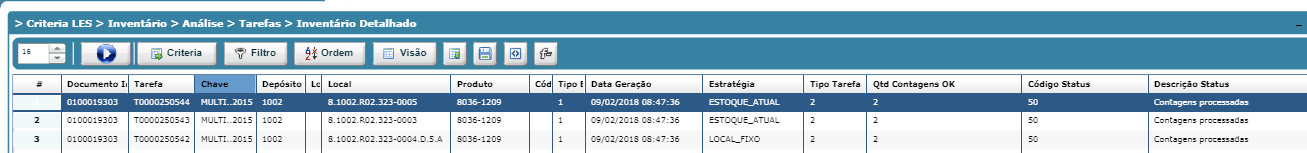 > Criteria LES > Inventário > Análise > Tarefas > Inventário Detalhado
16 Criteria Filtro Ordem Visão
# Documento I Tarefa Chave Depósito Lo Local Produto Cód Tipo E Data Geração Estratégia Tipo Tarefa Qtd Contagens OK Código Status Descrição Status
1 0100019303 T0000250544 MULTI..2015 1002 8.1002.R02.323-0005 8036-1209 1 09/02/2018 08:47:36 ESTOQUE_ATUAL 2 2 50 Contagens processadas
2 0100019303 T0000250543 MULTI..2015 1002 8.1002.R02.323-0003 8036-1209 1 09/02/2018 08:47:36 ESTOQUE_ATUAL 2 2 50 Contagens processadas
3 0100019303 T0000250542 MULTI..2015 1002 8.1002.R02.323-0004.D.S.A 8036-1209 1 09/02/2018 08:47:36 LOCAL_FIXO 2 2 50 Contagens processadas